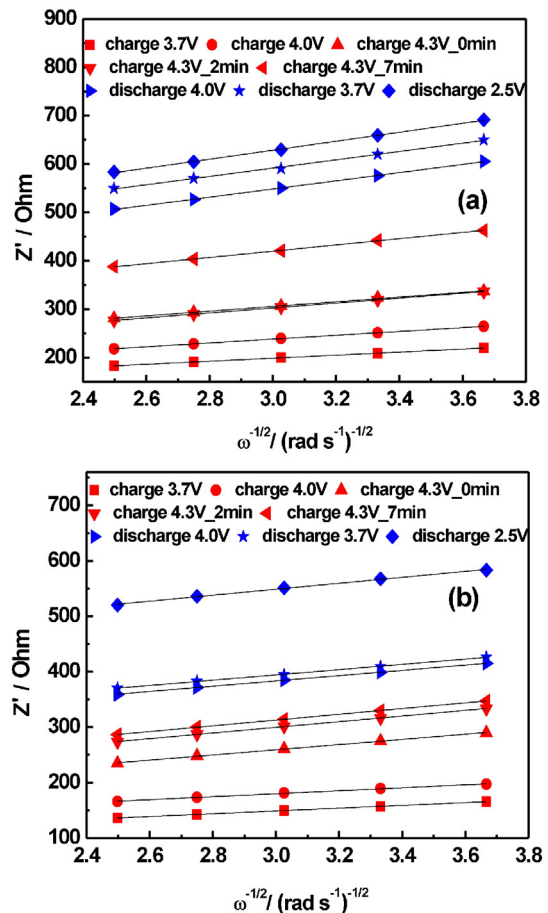 900
800
700
600
500
400
300
200
Z' / Ohm
charge 3.7V charge 4.0V charge 4.3V_0min
charge 4.3V_2min charge 4.3V_7min
discharge 4.0V discharge 3.7V discharge 2.5V
(a)
2.4 2.6 2.8 3.0 3.2 3.4 3.6 3.8
ω-1/2/ (rad s-1)-1/2
700
600
500
400
300
200
100
Z' / Ohm
charge 3.7V charge 4.0V charge 4.3V_0min
charge 4.3V_2min charge 4.3V_7min
discharge 4.0V discharge 3.7V discharge 2.5V
(b)
2.4 2.6 2.8 3.0 3.2 3.4 3.6 3.8
ω-1/2/ (rad s-1)-1/2